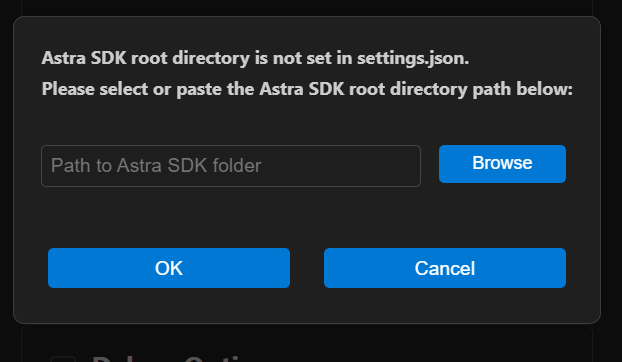 Astra SDK root directory is not set in settings.json.
Please select or paste the Astra SDK root directory path below:
Path to Astra SDK folder
Browse
OK
Cancel